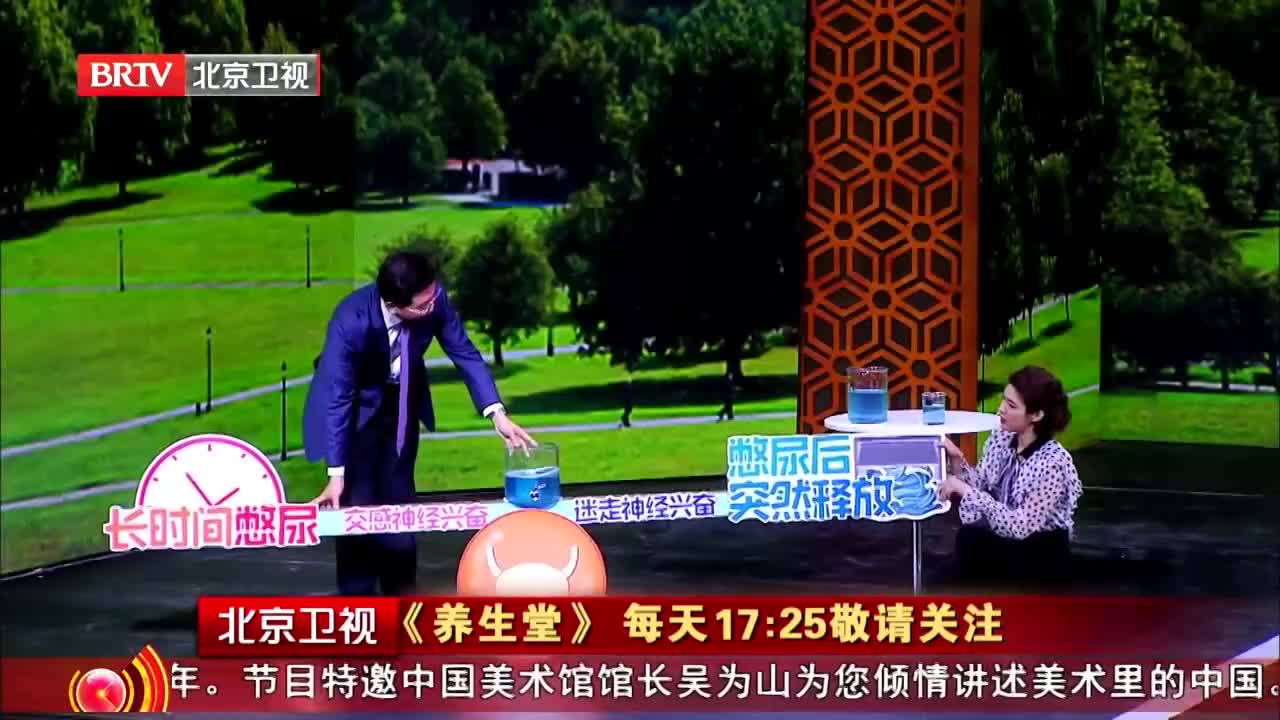 BRTV 北京卫视
长时间憋尿
交感神经兴奋
迷走神经兴奋
憋尿后
突然释放
北京卫视《养生堂》 每天17:25敬请关注
年。节目特邀中国美术馆馆长吴为山为您倾情讲述美术里的中国。